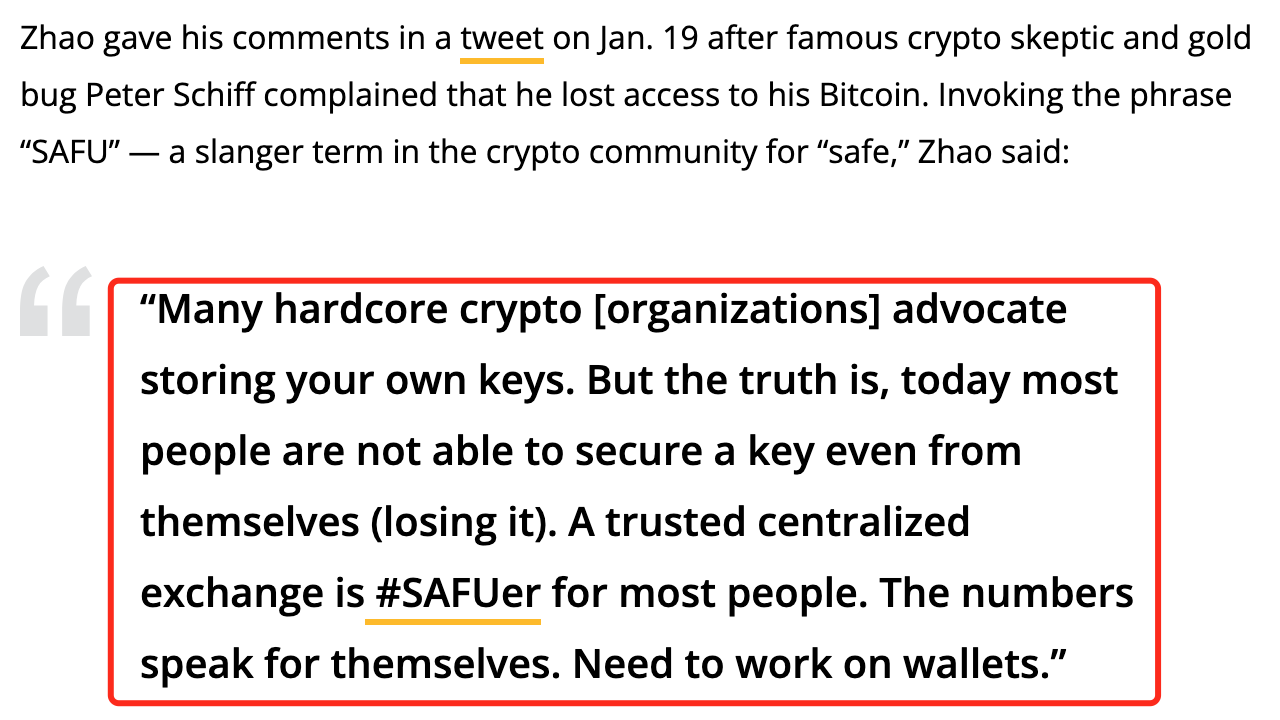 Zhao gave his comments in a tweet on Jan. 19 after famous crypto skeptic and gold
bug Peter Schiff complained that he lost access to his Bitcoin. Invoking the phrase
“SAFU” — a slanger term in the crypto community for “safe,” Zhao said:
“
“Many hardcore crypto [organizations] advocate
storing your own keys. But the truth is, today most
people are not able to secure a key even from
themselves (losing it). A trusted centralized
exchange is #SAFUer for most people. The numbers
speak for themselves. Need to work on wallets.”